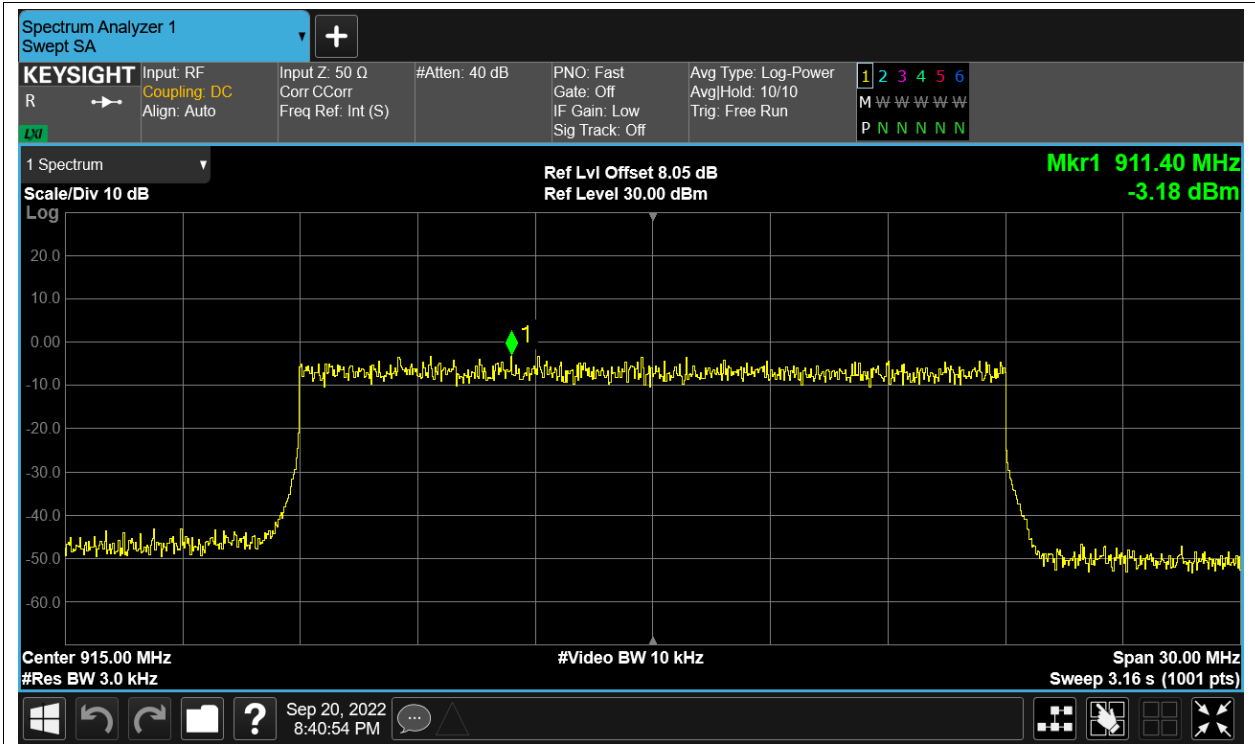 Spectrum Analyzer 1
Swept SA
KEYSIGHT
R
LXI
Input: RF
Coupling: DC
Align: Auto
Input Z: 50 Ω
Corr CCorr
Freq Ref: Int (S)
#Atten: 40 dB
PNO: Fast
Gate: Off
IF Gain: Low
Sig Track: Off
Avg Type: Log-Power
Avg|Hold: 10/10
Trig: Free Run
1 2 3 4 5 6
M W W W W W
P N N N N N
1 Spectrum
Scale/Div 10 dB
Ref Lvl Offset 8.05 dB
Ref Level 30.00 dBm
Mkr1 911.40 MHz
-3.18 dBm
Log
20.0
10.0
0.00
-10.0
-20.0
-30.0
-40.0
-50.0
-60.0
1
Center 915.00 MHz
#Res BW 3.0 kHz
#Video BW 10 kHz
Span 30.00 MHz
Sweep 3.16 s (1001 pts)
?
Sep 20, 2022
8:40:54 PM